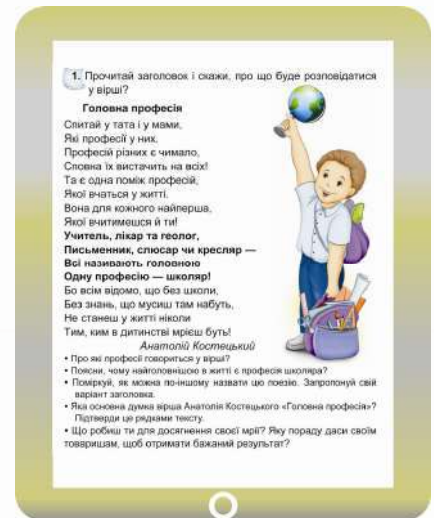 1. Прочитай заголовок і скажи, про що буде розповідатися
у вірші?
Головна професія
Спитай у тата і у мами,
Які професії у них.
Професій різних є чимало,
Сповна їх вистачить на всіх!
Та є одна поміж професій,
Якої вчаться у житті.
Вона для кожного найперша,
Якої вчитимешся й ти!
Учитель, лікар та геолог,
Письменник, слюсар чи кресляр —
Всі називають головною
Одну професію — школяр!
Бо всім відомо, що без школи,
Без знань, що мусиш там набуть,
Не станеш у житті ніколи
Тим, ким в дитинстві мрієш буть!
Анатолій Костецький
• Про які професії говориться у вірші?
• Поясни, чому найголовнішою в житті є професія школяра?
• Поміркуй, як можна по-іншому назвати цю поезію. Запропонуй свій
варіант заголовка.
• Яка основна думка вірша Анатолія Костецького «Головна професія»?
Підтверди це рядками тексту.
• Що робиш ти для досягнення своєї мрії? Яку пораду даси своїм
товаришам, щоб отримати бажаний результат?